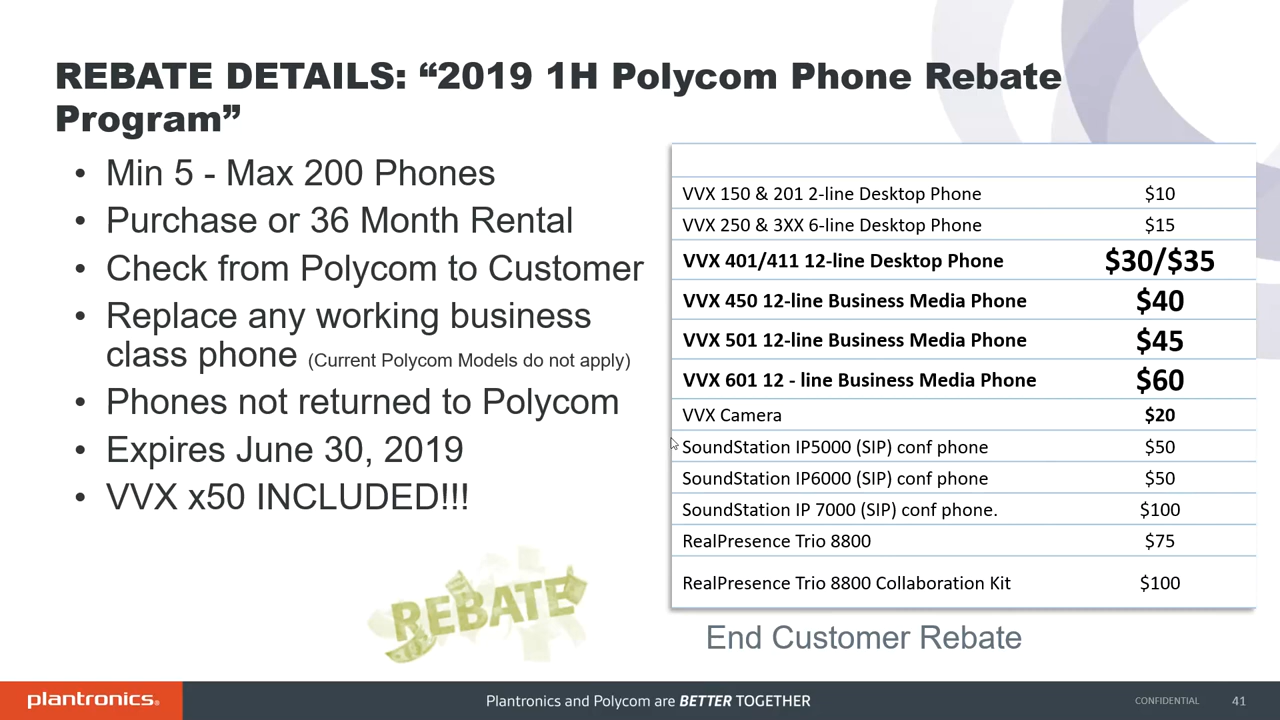 REBATE DETAILS: “2019 1H Polycom Phone Rebate
Program”
• Min 5 - Max 200 Phones
• Purchase or 36 Month Rental
• Check from Polycom to Customer
• Replace any working business
class phone (Current Polycom Models do not apply)
• Phones not returned to Polycom
• Expires June 30, 2019
• VVX x50 INCLUDED!!!
REBATE
VVX 150 & 201 2-line Desktop Phone $10
VVX 250 & 3XX 6-line Desktop Phone $15
VVX 401/411 12-line Desktop Phone $30/$35
VVX 450 12-line Business Media Phone $40
VVX 501 12-line Business Media Phone $45
VVX 601 12 - line Business Media Phone $60
VVX Camera $20
SoundStation IP5000 (SIP) conf phone $50
SoundStation IP6000 (SIP) conf phone $50
SoundStation IP 7000 (SIP) conf phone. $100
RealPresence Trio 8800 $75
RealPresence Trio 8800 Collaboration Kit $100
End Customer Rebate
plantronics. Plantronics and Polycom are BETTER TOGETHER CONFIDENTIAL 41